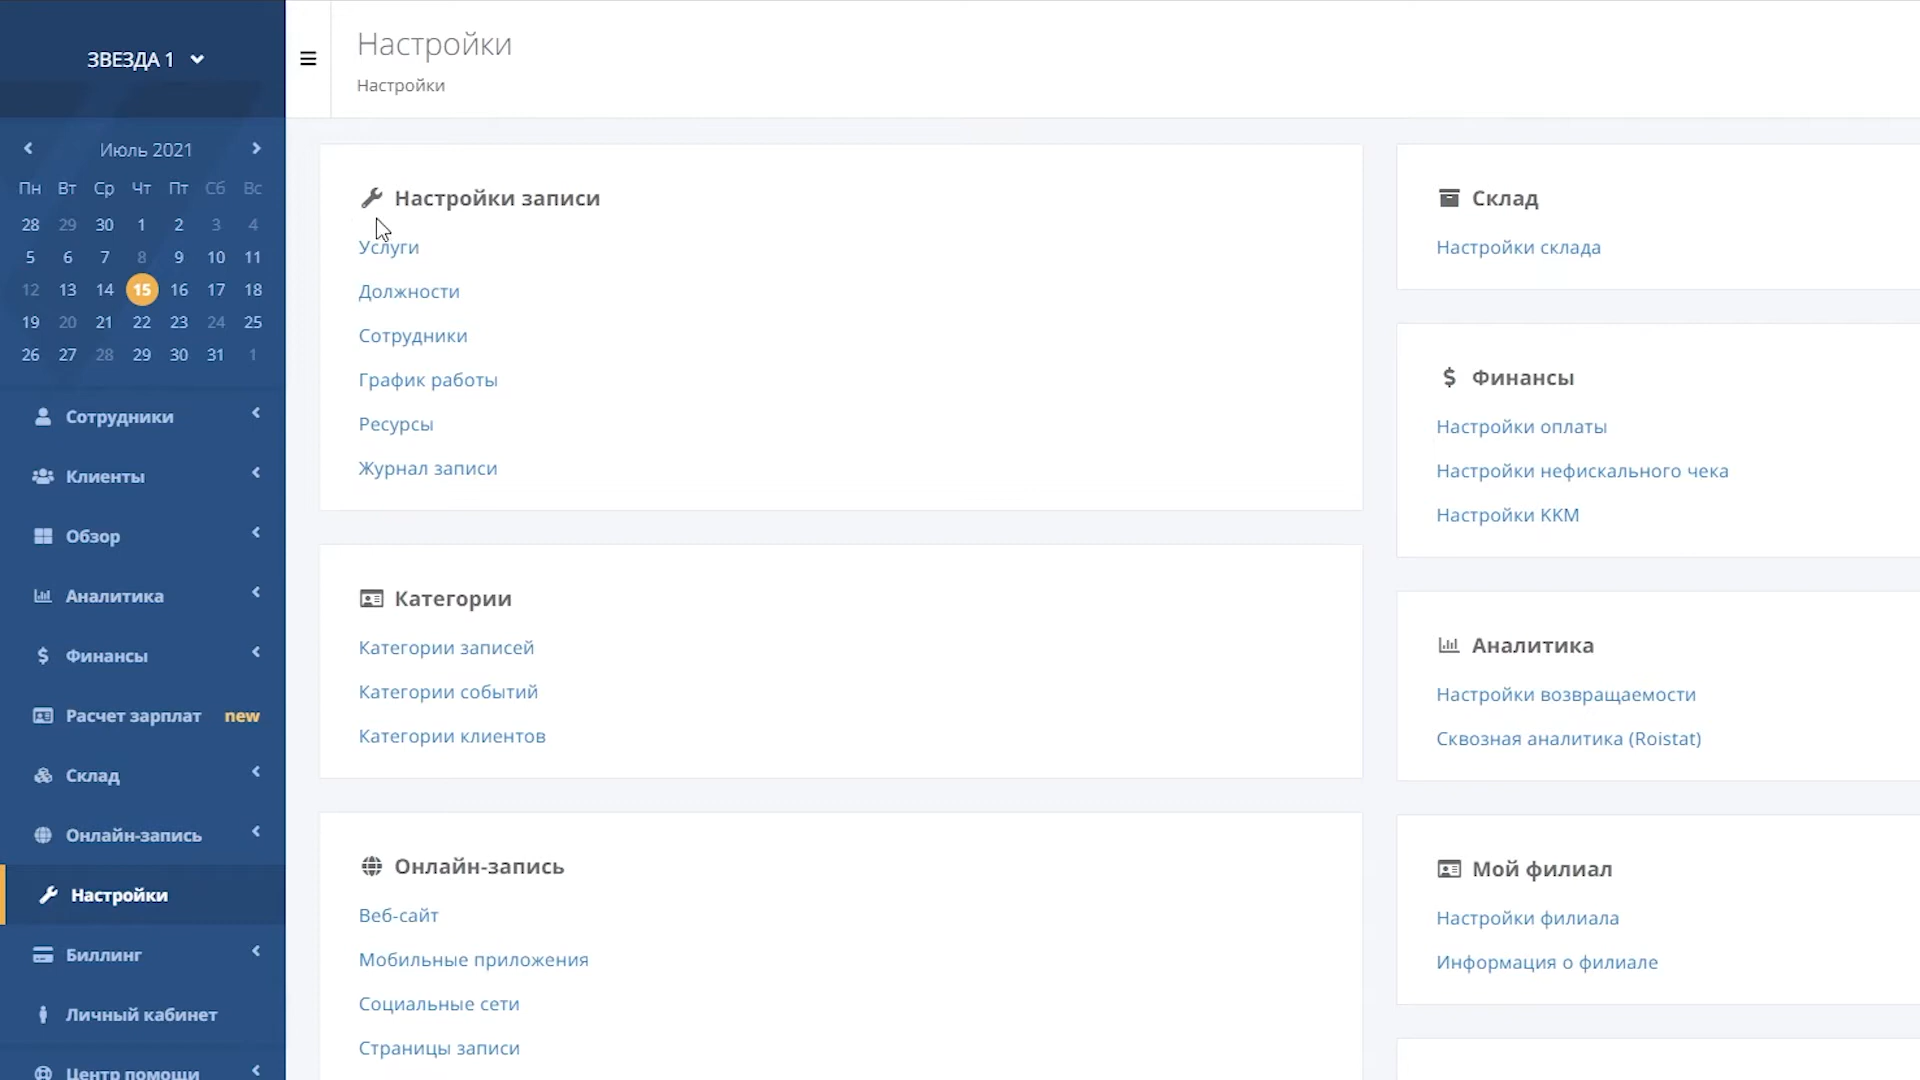 ЗВЕЗДА 1
Июль 2021
Пн Вт Ср Чт Пт Сб Вс
28 29 30 1 2 3 4
5 6 7 8 9 10 11
12 13 14 15 16 17 18
19 20 21 22 23 24 25
26 27 28 29 30 31 1
Сотрудники
Клиенты
Обзор
Аналитика
Финансы
Расчет зарплат new
Склад
Онлайн-запись
Настройки
Биллинг
Личный кабинет
Центр помощи
Настройки
Настройки
Настройки записи
Услуги
Должности
Сотрудники
График работы
Ресурсы
Журнал записи
Категории
Категории записей
Категории событий
Категории клиентов
Онлайн-запись
Веб-сайт
Мобильные приложения
Социальные сети
Страницы записи
Склад
Настройки склада
Финансы
Настройки оплаты
Настройки нефискального чека
Настройки ККМ
Аналитика
Настройки возвращаемости
Сквозная аналитика (Roistat)
Мой филиал
Настройки филиала
Информация о филиале